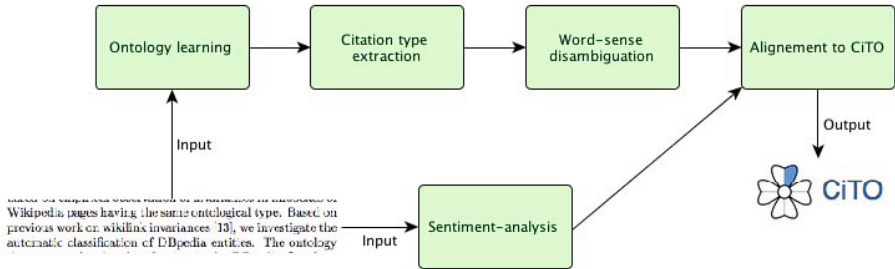 Ontology learning
Citation type
extraction
Word-sense
disambiguation
Alignement to CiTO
Input
Output
CiTO
Wikipedia pages having the same ontological type. Based on
previous work on wikilink invariances [13], we investigate the
automatic classification of DBpedia entities. The ontology
Input
Sentiment-analysis